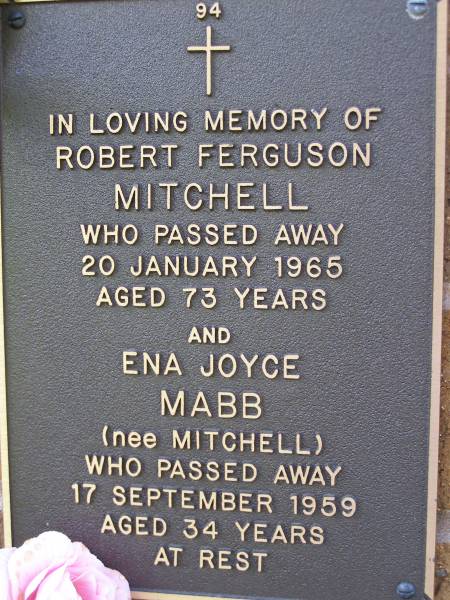 94
IN LOVING MEMORY OF
ROBERT FERGUSON
MITCHELL
WHO PASSED AWAY
20 JANUARY 1965
AGED 73 YEARS
AND
ENA JOYCE
MABB
(nee MITCHELL)
WHO PASSED AWAY
17 SEPTEMBER 1959
AGED 34 YEARS
AT REST